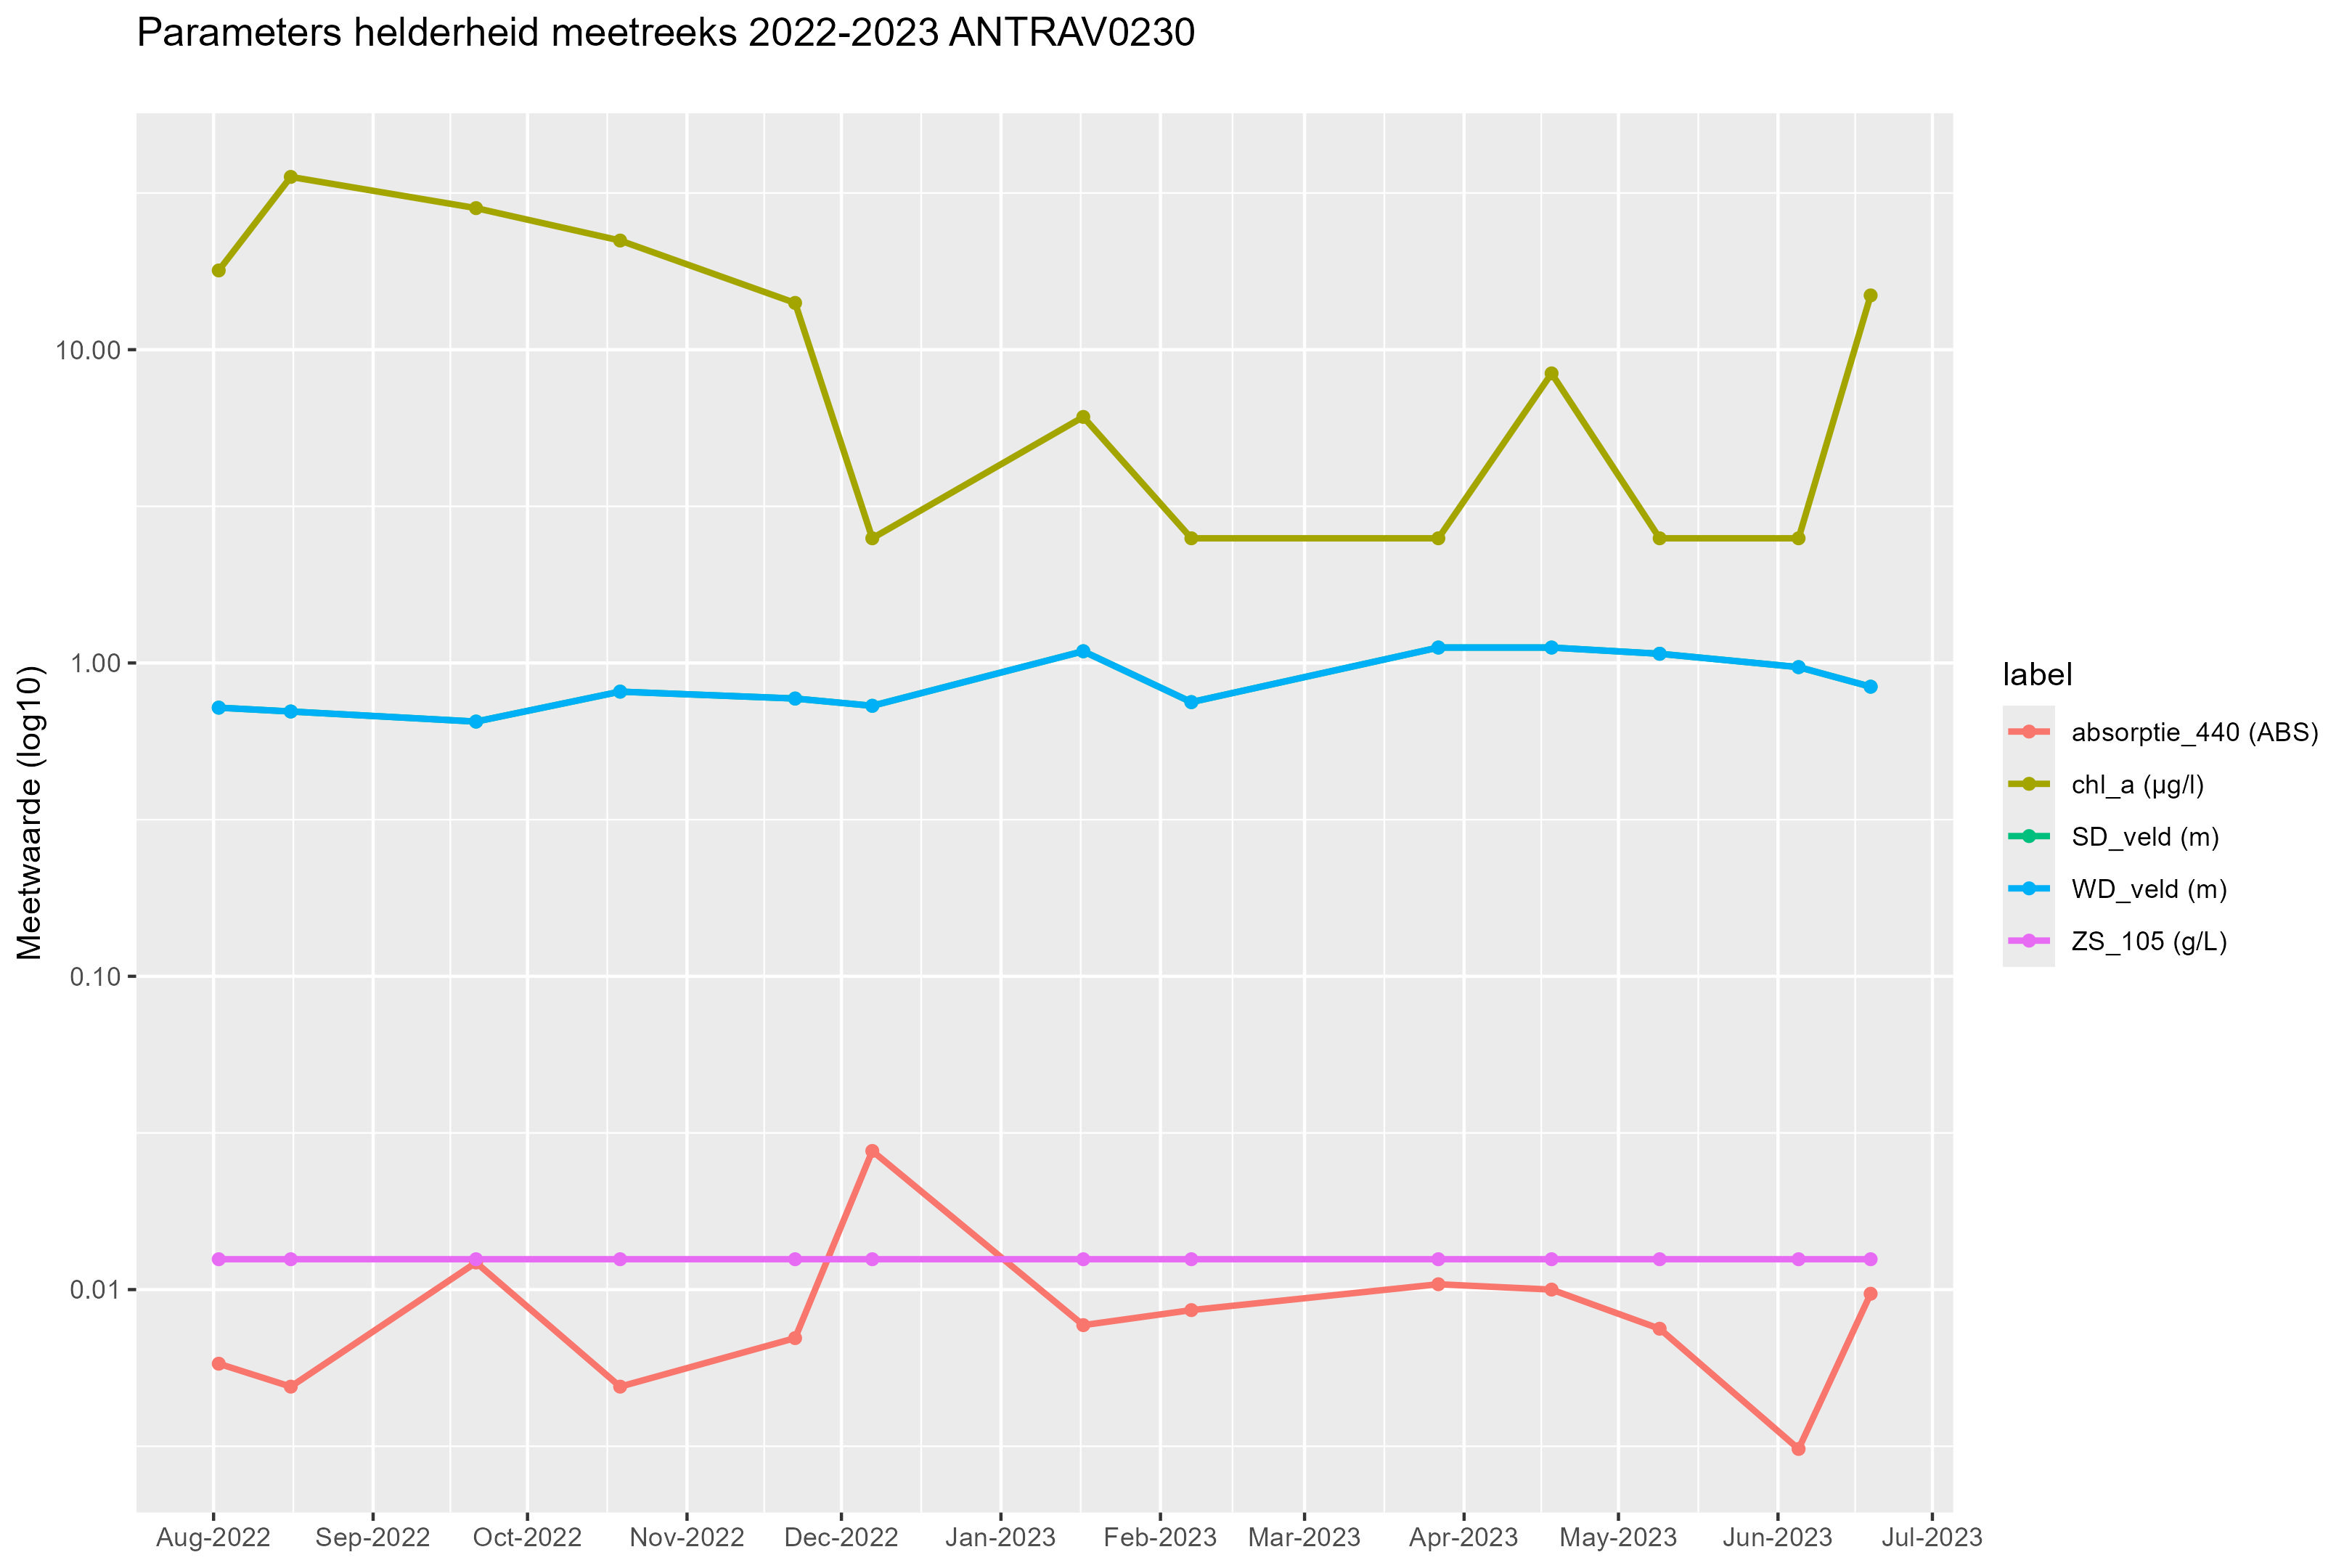 Parameters helderheid meetreeks 2022-2023 ANTRAV0230
Meetwaarde (log10)
10.00
1.00
0.10
0.01
Aug-2022 Sep-2022 Oct-2022 Nov-2022 Dec-2022 Jan-2023 Feb-2023 Mar-2023 Apr-2023 May-2023 Jun-2023 Jul-2023
label
absorptie_440 (ABS)
chl_a (µg/l)
SD_veld (m)
WD_veld (m)
ZS_105 (g/L)